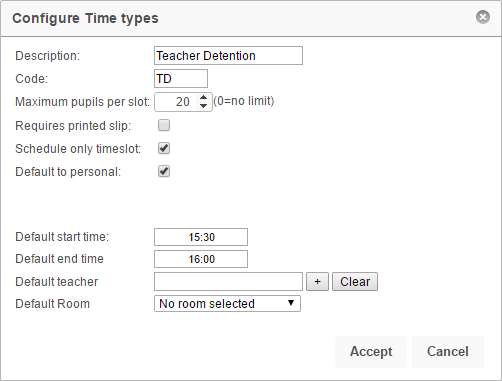 Configure Time types
Description: Teacher Detention
Code: TD
Maximum pupils per slot: 20 (0=no limit)
Requires printed slip:
Schedule only timeslot:
Default to personal:
Default start time: 15:30
Default end time 16:00
Default teacher + Clear
Default Room No room selected
Accept Cancel